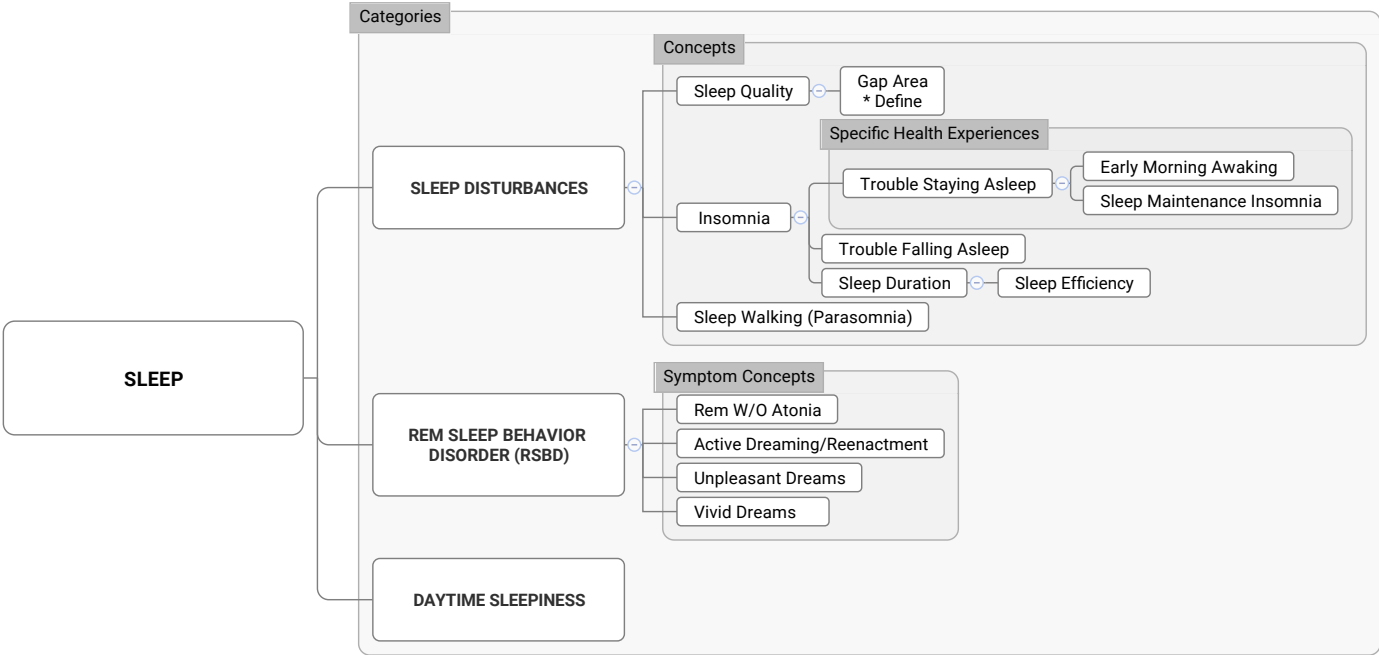 Categories
Concepts
Sleep Quality
Gap Area
* Define
Specific Health Experiences
SLEEP DISTURBANCES
Insomnia
Trouble Staying Asleep
Early Morning Awaking
Sleep Maintenance Insomnia
Trouble Falling Asleep
Sleep Duration
Sleep Efficiency
Sleep Walking (Parasomnia)
SLEEP
Symptom Concepts
REM SLEEP BEHAVIOR
DISORDER (RSBD)
Rem W/O Atonia
Active Dreaming/Reenactment
Unpleasant Dreams
Vivid Dreams
DAYTIME SLEEPINESS